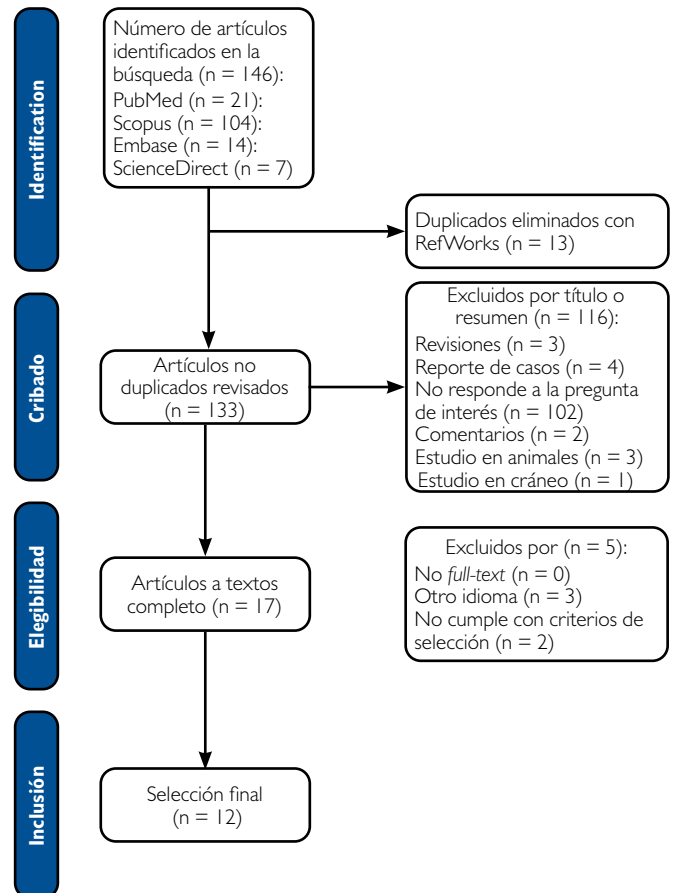 Identification
Número de artículos
identificados en la
búsqueda (n = 146):
PubMed (n = 21):
Scopus (n = 104):
Embase (n = 14):
ScienceDirect (n = 7)
Duplicados eliminados con
RefWorks (n = 13)
Cribado
Artículos no
duplicados revisados
(n = 133)
Excluidos por título o
resumen (n = 116):
Revisiones (n = 3)
Reporte de casos (n = 4)
No responde a la pregunta
de interés (n = 102)
Comentarios (n = 2)
Estudio en animales (n = 3)
Estudio en cráneo (n = 1)
Elegibilidad
Artículos a textos
completo (n = 17)
Excluidos por (n = 5):
No full-text (n = 0)
Otro idioma (n = 3)
No cumple con criterios de
selección (n = 2)
Inclusión
Selección final
(n = 12)